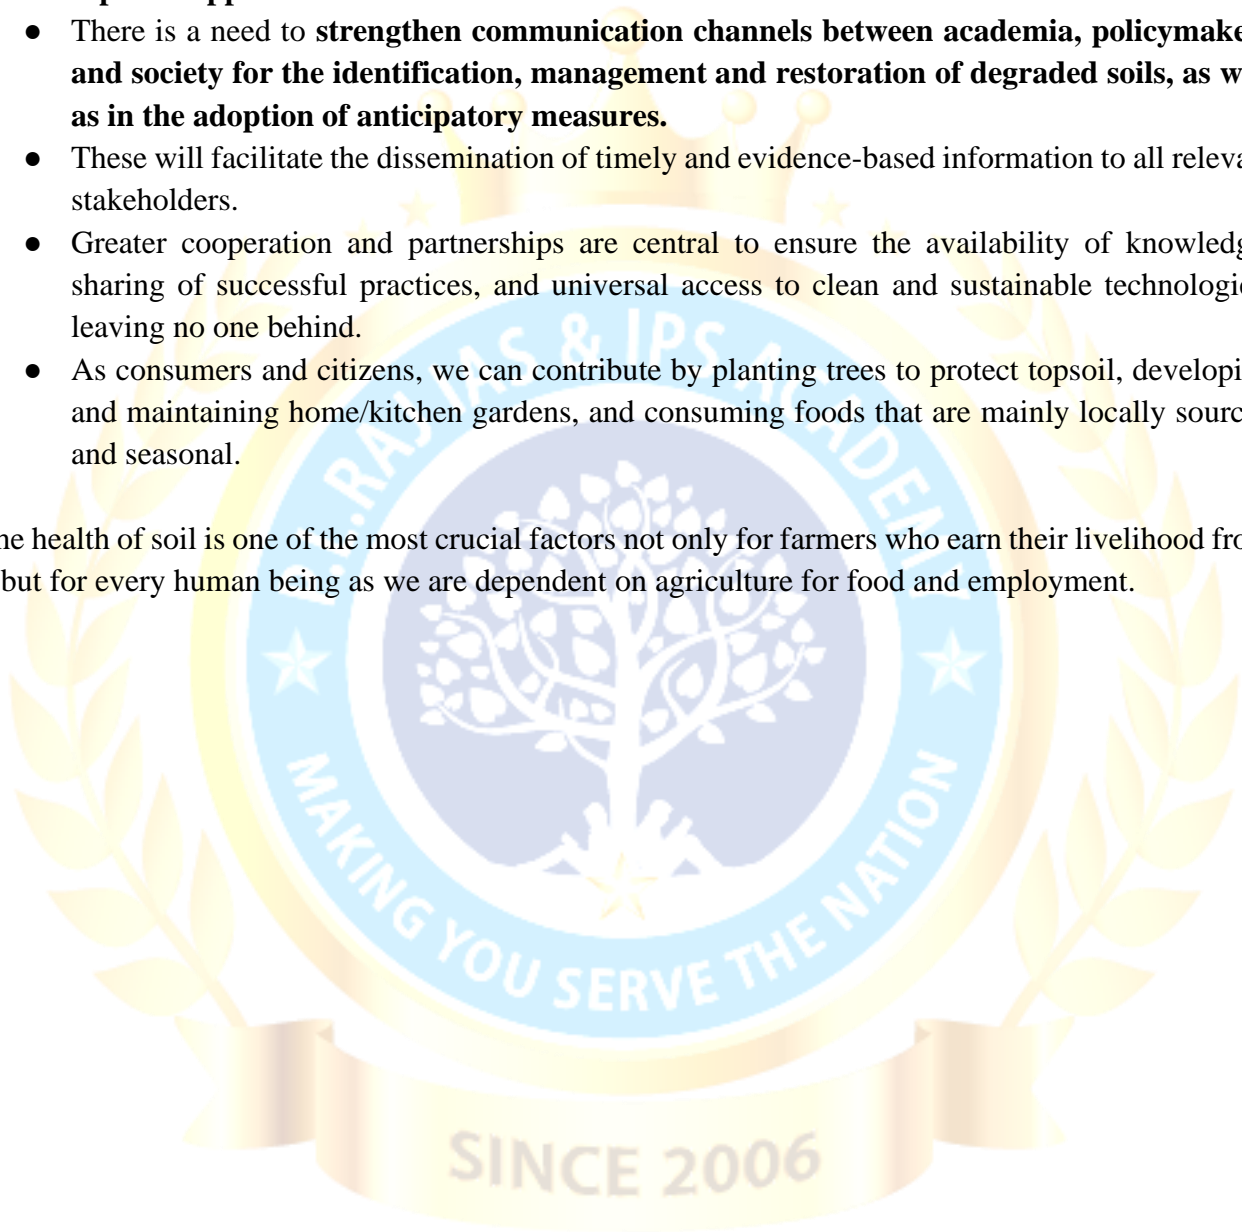 ● There is a need to strengthen communication channels between academia, policymake
and society for the identification, management and restoration of degraded soils, as w
as in the adoption of anticipatory measures.
● These will facilitate the dissemination of timely and evidence-based information to all releva
stakeholders.
● Greater cooperation and partnerships are central to ensure the availability of knowledg
sharing of successful practices, and universal access to clean and sustainable technologie
leaving no one behind.
● As consumers and citizens, we can contribute by planting trees to protect topsoil, developi
and maintaining home/kitchen gardens, and consuming foods that are mainly locally sourc
and seasonal.
he health of soil is one of the most crucial factors not only for farmers who earn their livelihood fro
but for every human being as we are dependent on agriculture for food and employment.
RAJ IAS & IPS ACADEMY
MAKING YOU SERVE THE NATION
SINCE 2006